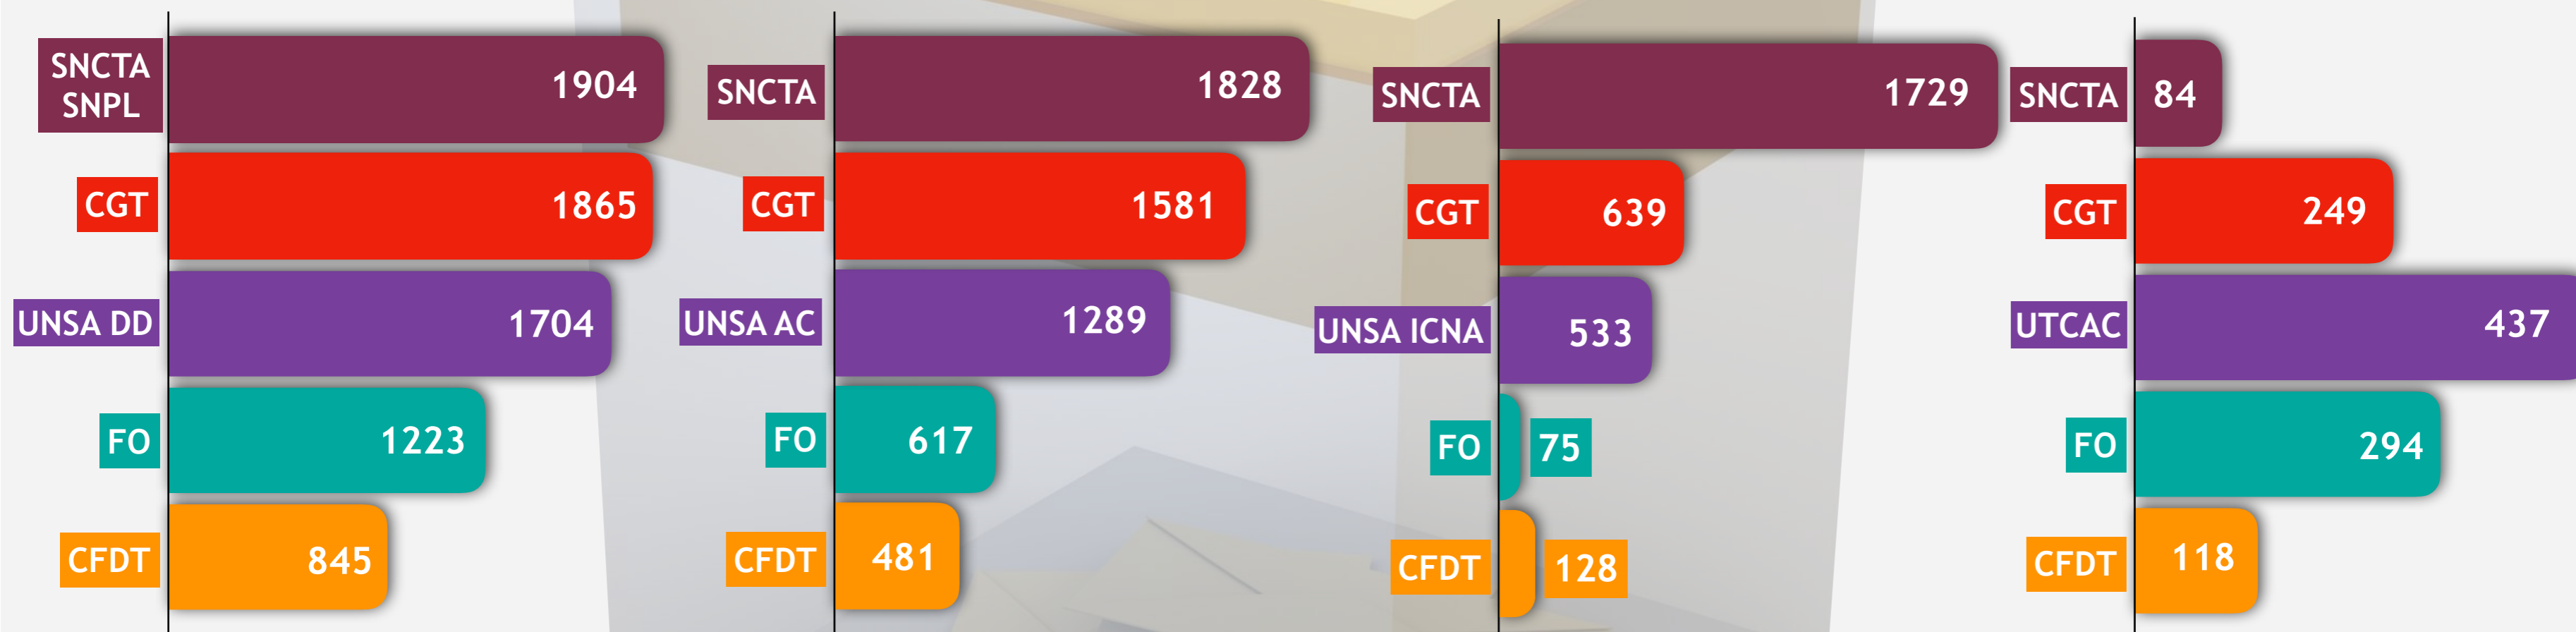 SNCTA
SNPL
1904
CGT
1865
UNSA DD
1704
FO
1223
CFDT
845
SNCTA
1828
CGT
1581
UNSA AC
1289
FO
617
CFDT
481
SNCTA
1729
CGT
639
UNSA ICNA
533
FO
75
CFDT
128
SNCTA
84
CGT
249
UTCAC
437
FO
294
CFDT
118